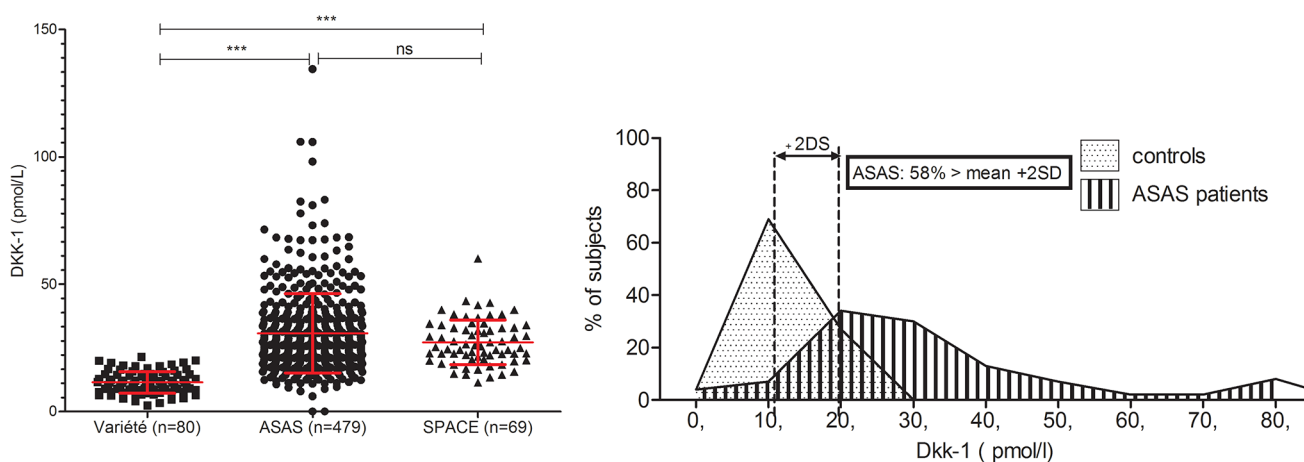 150
***
***
ns
100
DKK-1 (pmol/L)
50
0
Variété (n=80) ASAS (n=479) SPACE (n=69)
100
+2DS
controls
80
ASAS: 58% > mean +2SD
ASAS patients
% of subjects
60
40
20
0
0, 10, 20, 30, 40, 50, 60, 70, 80,
Dkk-1 ( pmol/l)